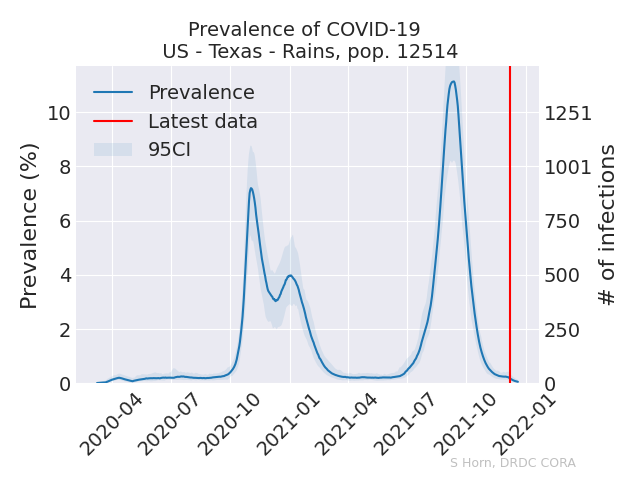 Prevalence of COVID-19
US - Texas - Rains, pop. 12514
Prevalence
Latest data
95CI
Prevalence (%)
10
8
6
4
2
0
1251
1001
750
500
250
0
# of infections
2020-04
2020-07
2020-10
2021-01
2021-04
2021-07
2021-10
2022-01
S Horn, DRDC CORA